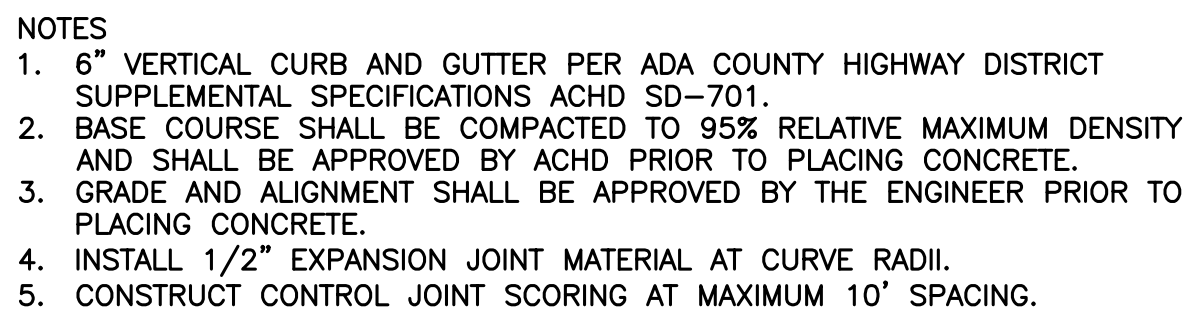 NOTES
1. 6" VERTICAL CURB AND GUTTER PER ADA COUNTY HIGHWAY DISTRICT
SUPPLEMENTAL SPECIFICATIONS ACHD SD-701.
2. BASE COURSE SHALL BE COMPACTED TO 95% RELATIVE MAXIMUM DENSITY
AND SHALL BE APPROVED BY ACHD PRIOR TO PLACING CONCRETE.
3. GRADE AND ALIGNMENT SHALL BE APPROVED BY THE ENGINEER PRIOR TO
PLACING CONCRETE.
4. INSTALL 1/2" EXPANSION JOINT MATERIAL AT CURVE RADII.
5. CONSTRUCT CONTROL JOINT SCORING AT MAXIMUM 10' SPACING.